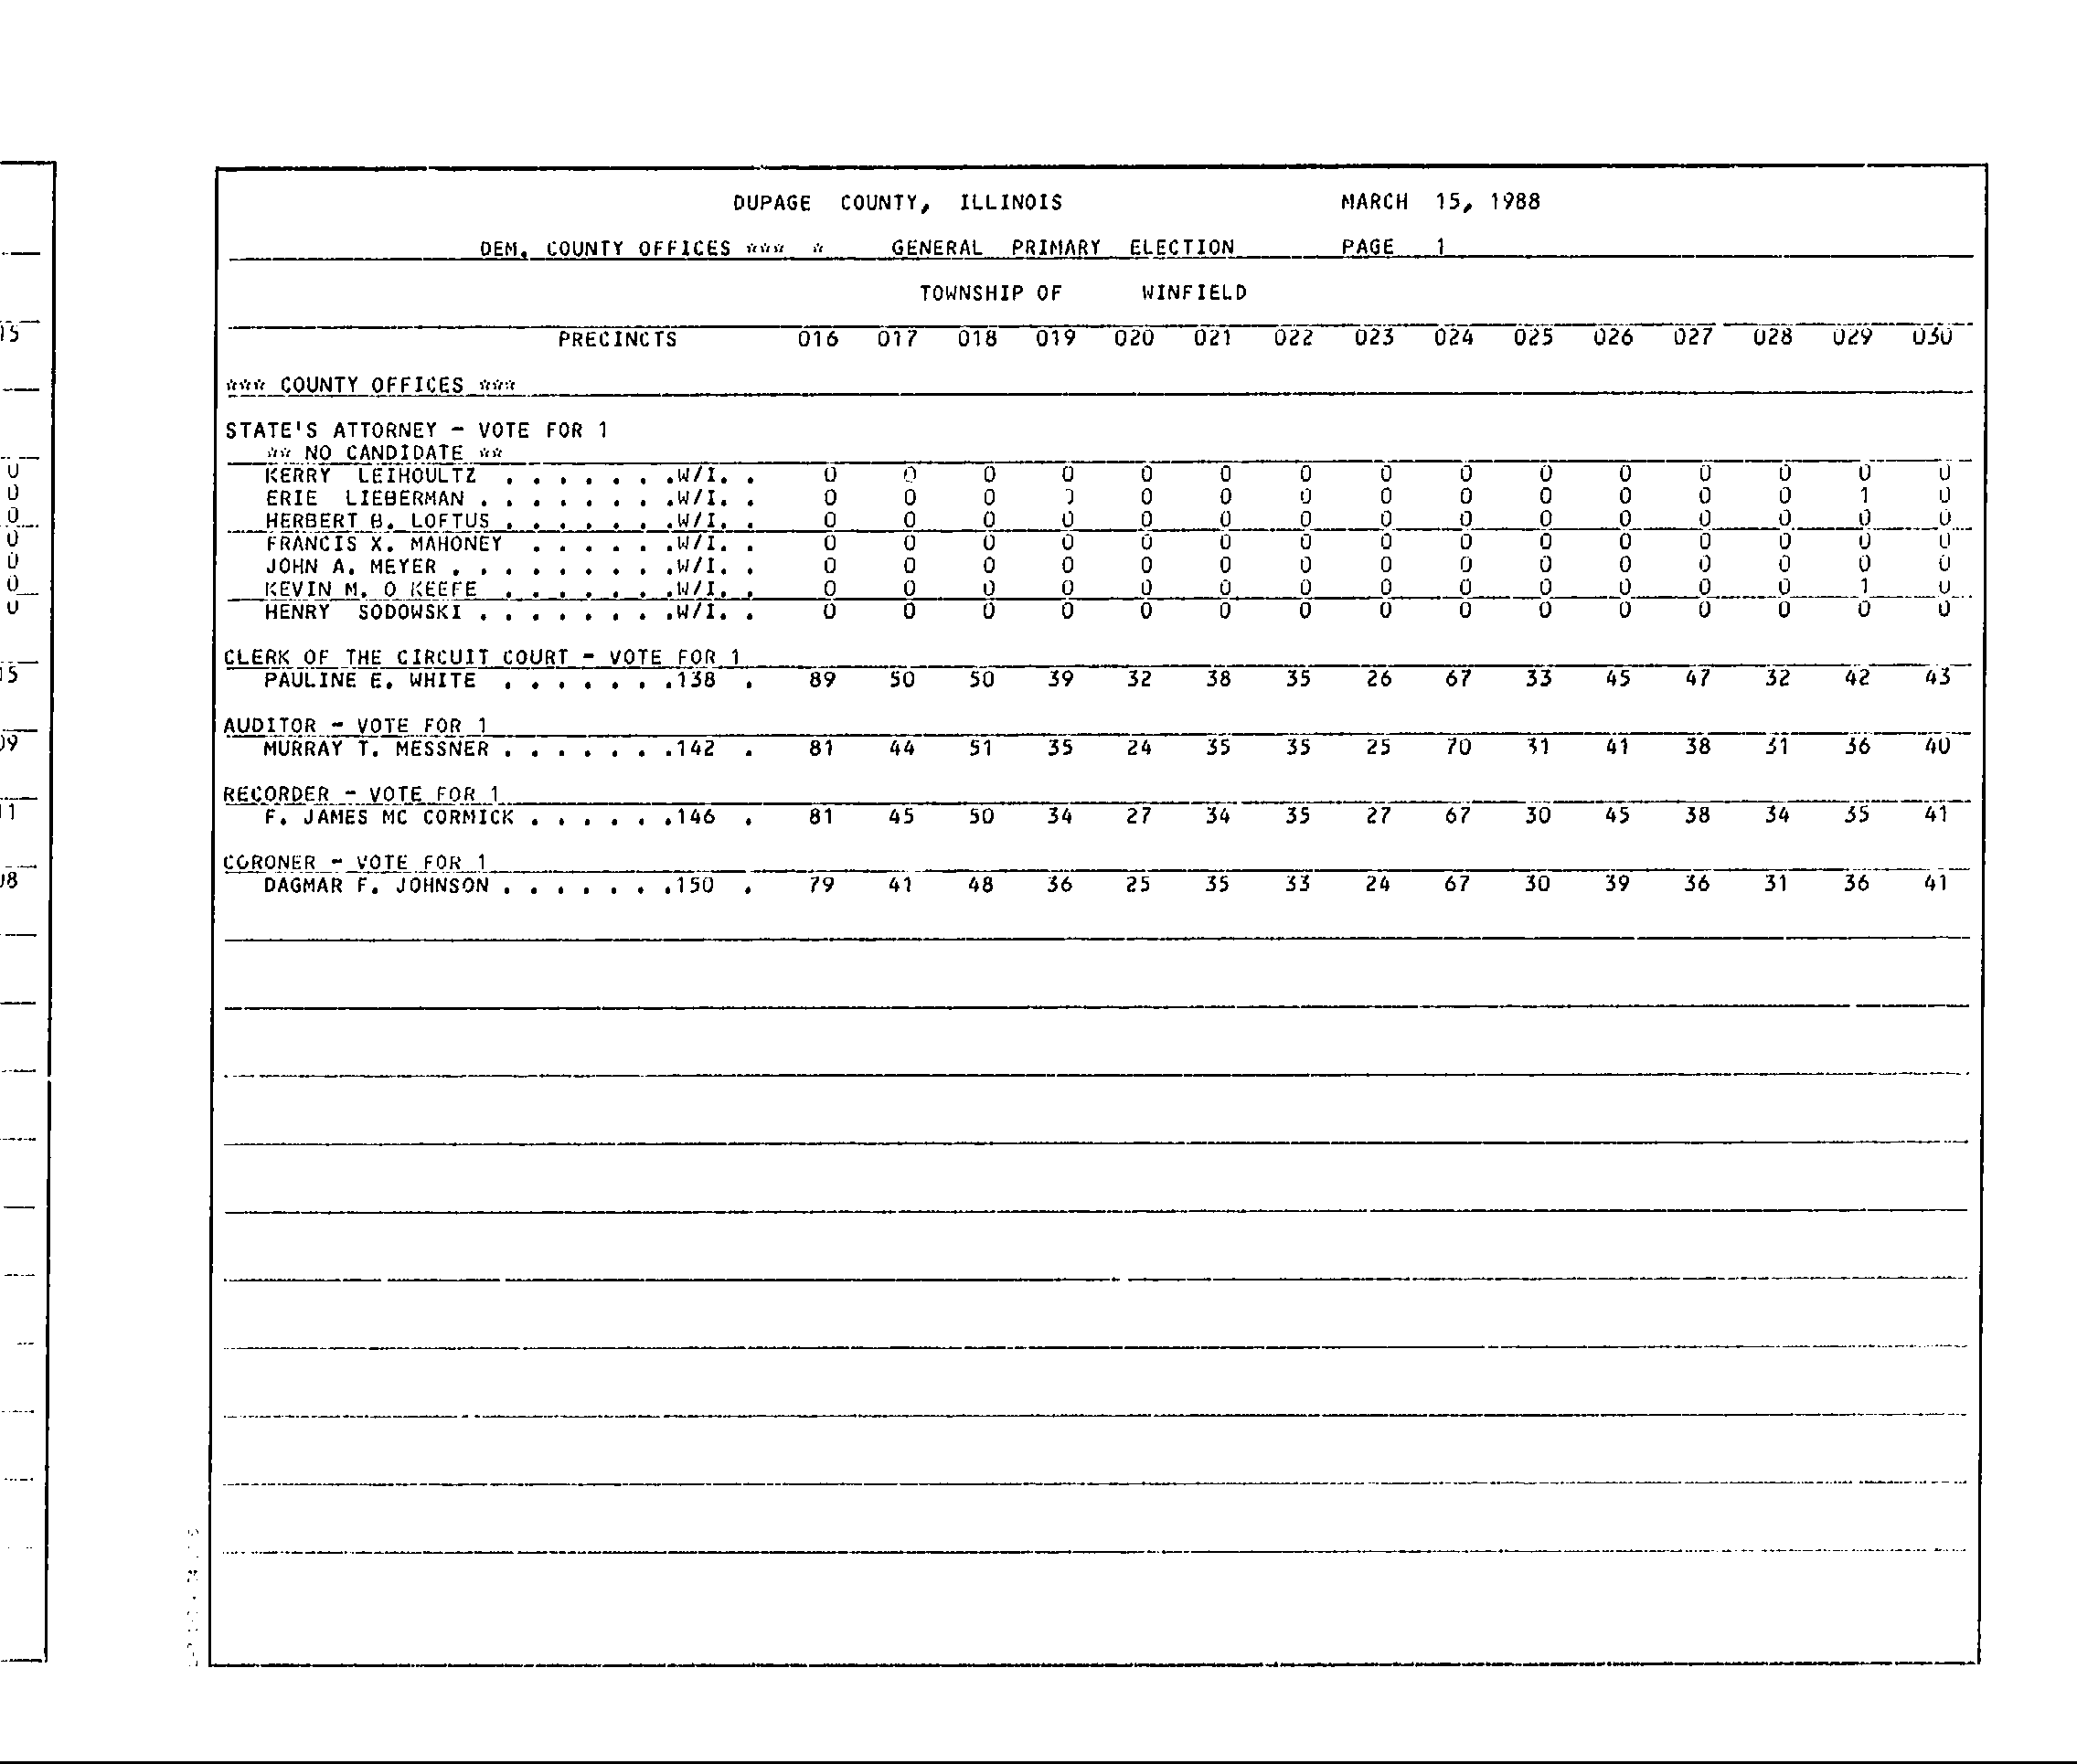 DUPAGE COUNTY, ILLINOIS MARCH 15, 1988
DEM. COUNTY OFFICES *** * GENERAL PRIMARY ELECTION PAGE 1
TOWNSHIP OF WINFIELD
PRECINCTS 016 017 018 019 020 021 022 023 024 025 026 027 028 029 030
*** COUNTY OFFICES ***
STATE'S ATTORNEY - VOTE FOR 1
** NO CANDIDATE **
KERRY LEIHOULTZ . . . . . . .W/I. . 0 0 0 0 0 0 0 0 0 0 0 0 0 0 0
ERIE LIEBERMAN . . . . . . . .W/I. . 0 0 0 0 0 0 0 0 0 0 0 0 0 1 0
HERBERT B. LOFTUS . . . . . . .W/I. . 0 0 0 0 0 0 0 0 0 0 0 0 0 0 0
FRANCIS X. MAHONEY . . . . . .W/I. . 0 0 0 0 0 0 0 0 0 0 0 0 0 0 0
JOHN A. MEYER . . . . . . . . .W/I. . 0 0 0 0 0 0 0 0 0 0 0 0 0 0 0
KEVIN M. O KEEFE . . . . . . .W/I. . 0 0 0 0 0 0 0 0 0 0 0 0 0 1 0
HENRY SODOWSKI . . . . . . . .W/I. . 0 0 0 0 0 0 0 0 0 0 0 0 0 0 0
CLERK OF THE CIRCUIT COURT - VOTE FOR 1
PAULINE E. WHITE . . . . . . .138 . 89 50 50 39 32 38 35 26 67 33 45 47 32 42 43
AUDITOR - VOTE FOR 1
MURRAY T. MESSNER . . . . . . .142 . 81 44 51 35 24 35 35 25 70 31 41 38 31 36 40
RECORDER - VOTE FOR 1
F. JAMES MC CORMICK . . . . . .146 . 81 45 50 34 27 34 35 27 67 30 45 38 34 35 41
CORONER - VOTE FOR 1
DAGMAR F. JOHNSON . . . . . . .150 . 79 41 48 36 25 35 33 24 67 30 39 36 31 36 41